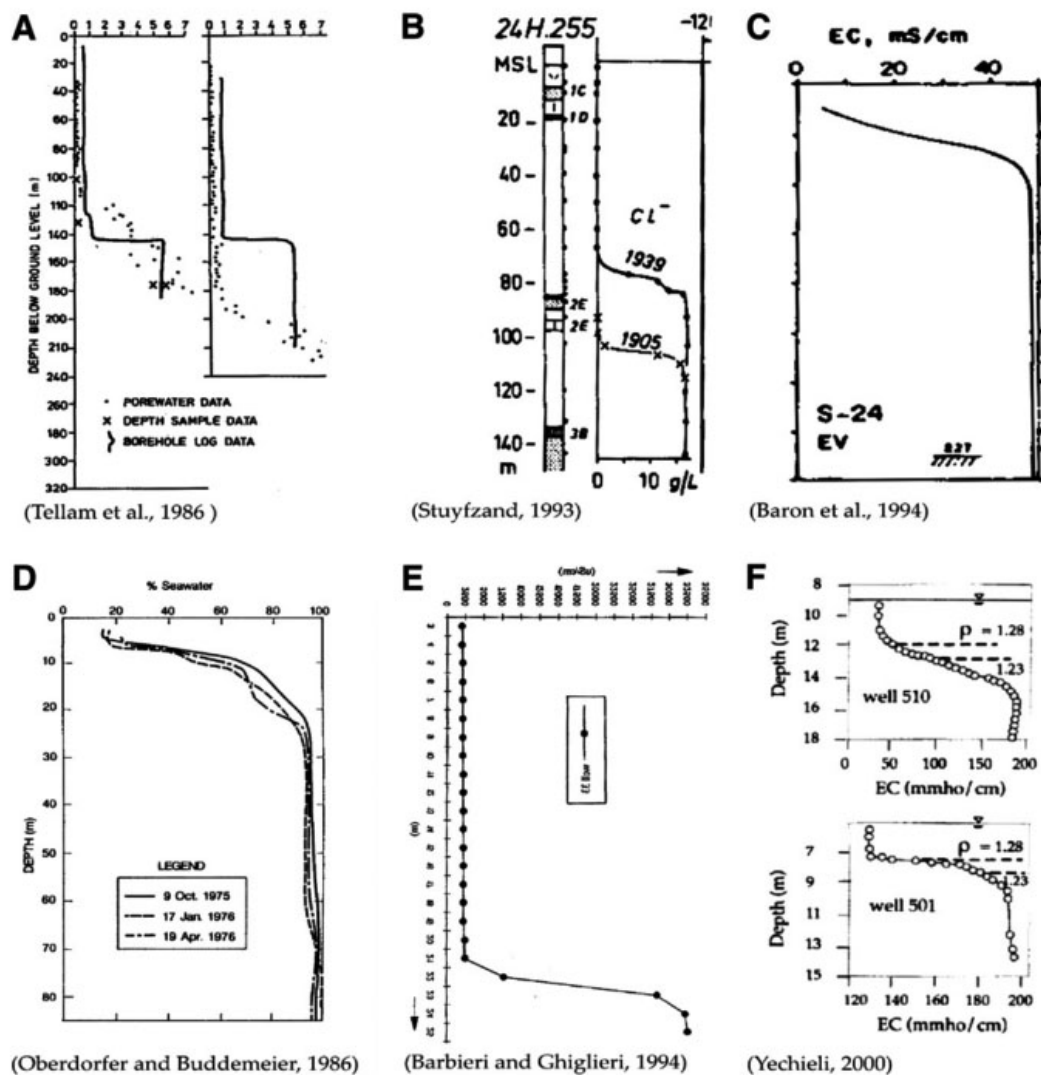 A
0 1 2 3 4 5 6 7 0 1 2 3 4 5 6 7
DEPTH BELOW GROUND LEVEL (m)
0
20
40
60
80
100
120
140
160
180
200
220
240
260
280
300
320
• POREWATER DATA
× DEPTH SAMPLE DATA
BOREHOLE LOG DATA
(Tellam et al., 1986 )
B
24H.255
MSL
20
40
60
80
100
120
140
m
1C
1D
2E
2E
3B
CL⁻
1939
1905
0 10 g/L
(Stuyfzand, 1993)
C
EC, mS/cm
0 20 40
S-24
EV
(Baron et al., 1994)
D
% Seawater
0 20 40 60 80 100
DEPTH (m)
0
10
20
30
40
50
60
70
80
LEGEND
9 Oct. 1975
17 Jan. 1976
19 Apr. 1976
(Oberdorfer and Buddemeier, 1986)
E
(m)
(Barbieri and Ghiglieri, 1994)
F
Depth (m)
8
10
12
14
16
18
ρ = 1.28
1.23
well 510
0 50 100 150 200
EC (mmho/cm)
Depth (m)
7
9
11
13
15
ρ = 1.28
1.23
well 501
120 140 160 180 200
EC (mmho/cm)
(Yechieli, 2000)